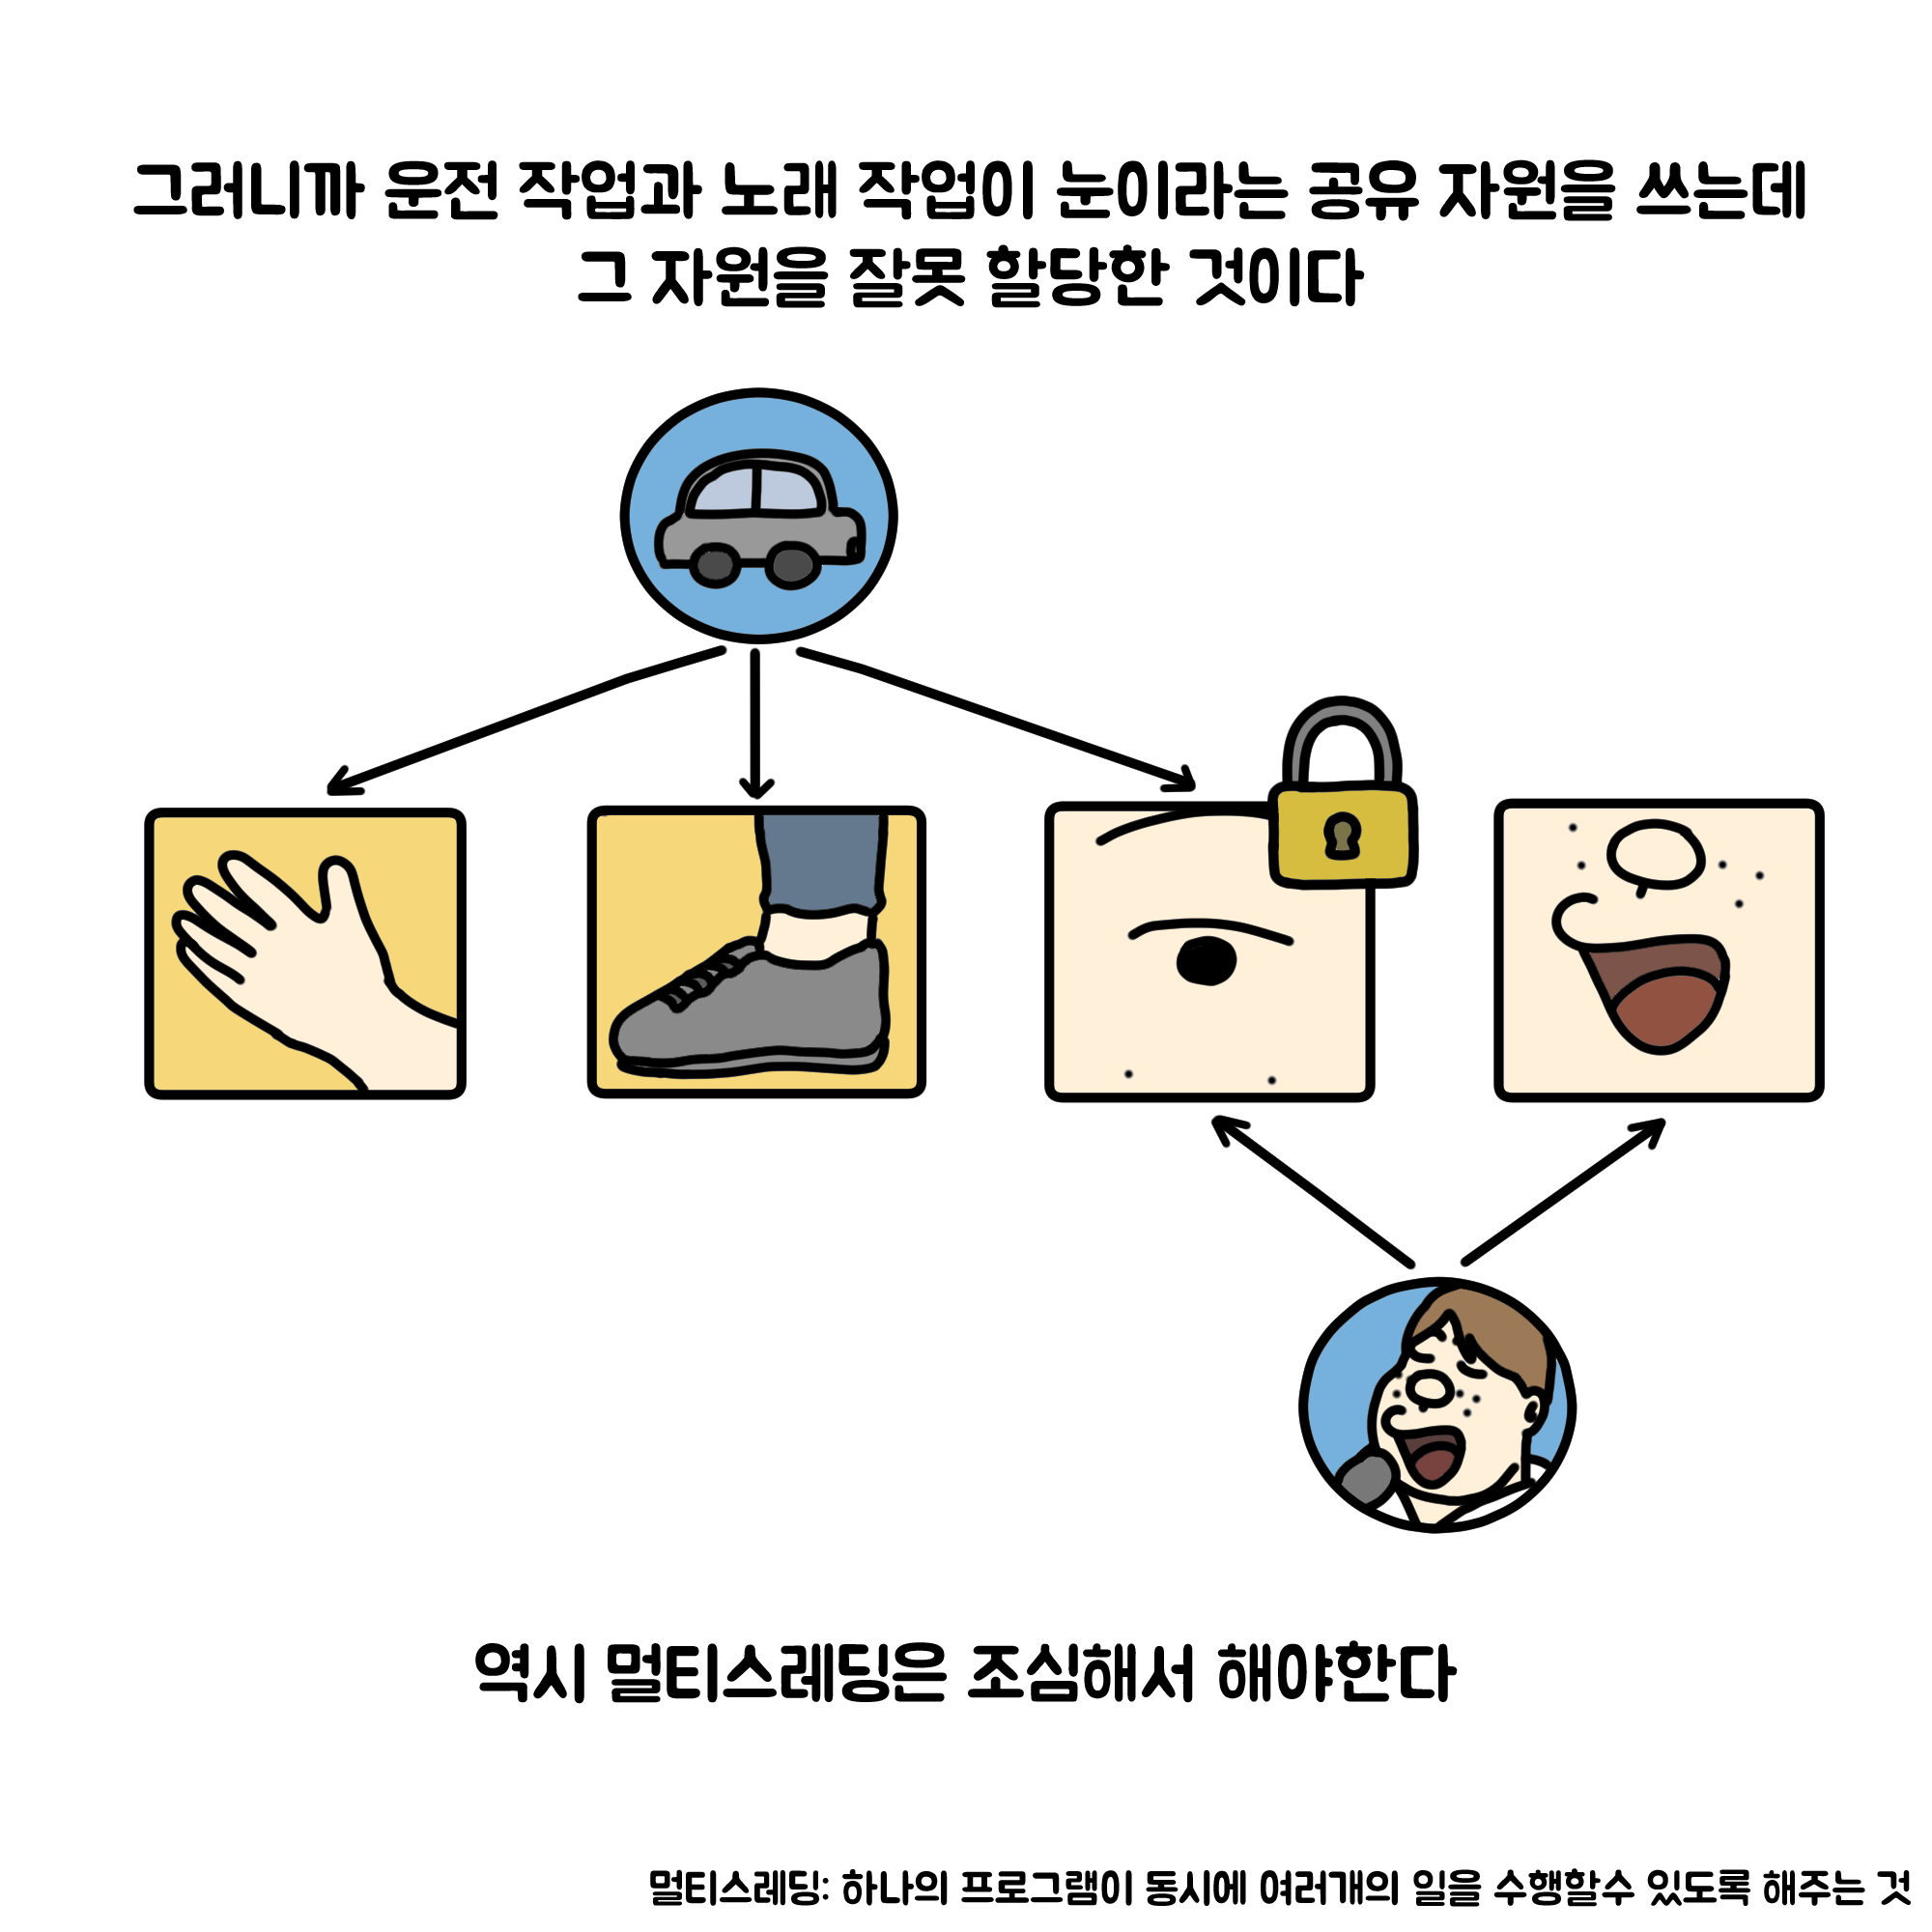 그러니까 운전 작업과 노래 작업이 눈이라는 공유 자원을 쓰는데
그 자원을 잘못 할당한 것이다
역시 멀티스레딩은 조심해서 해야한다
멀티스레딩: 하나의 프로그램이 동시에 여러개의 일을 수행할수 있도록 해주는 것